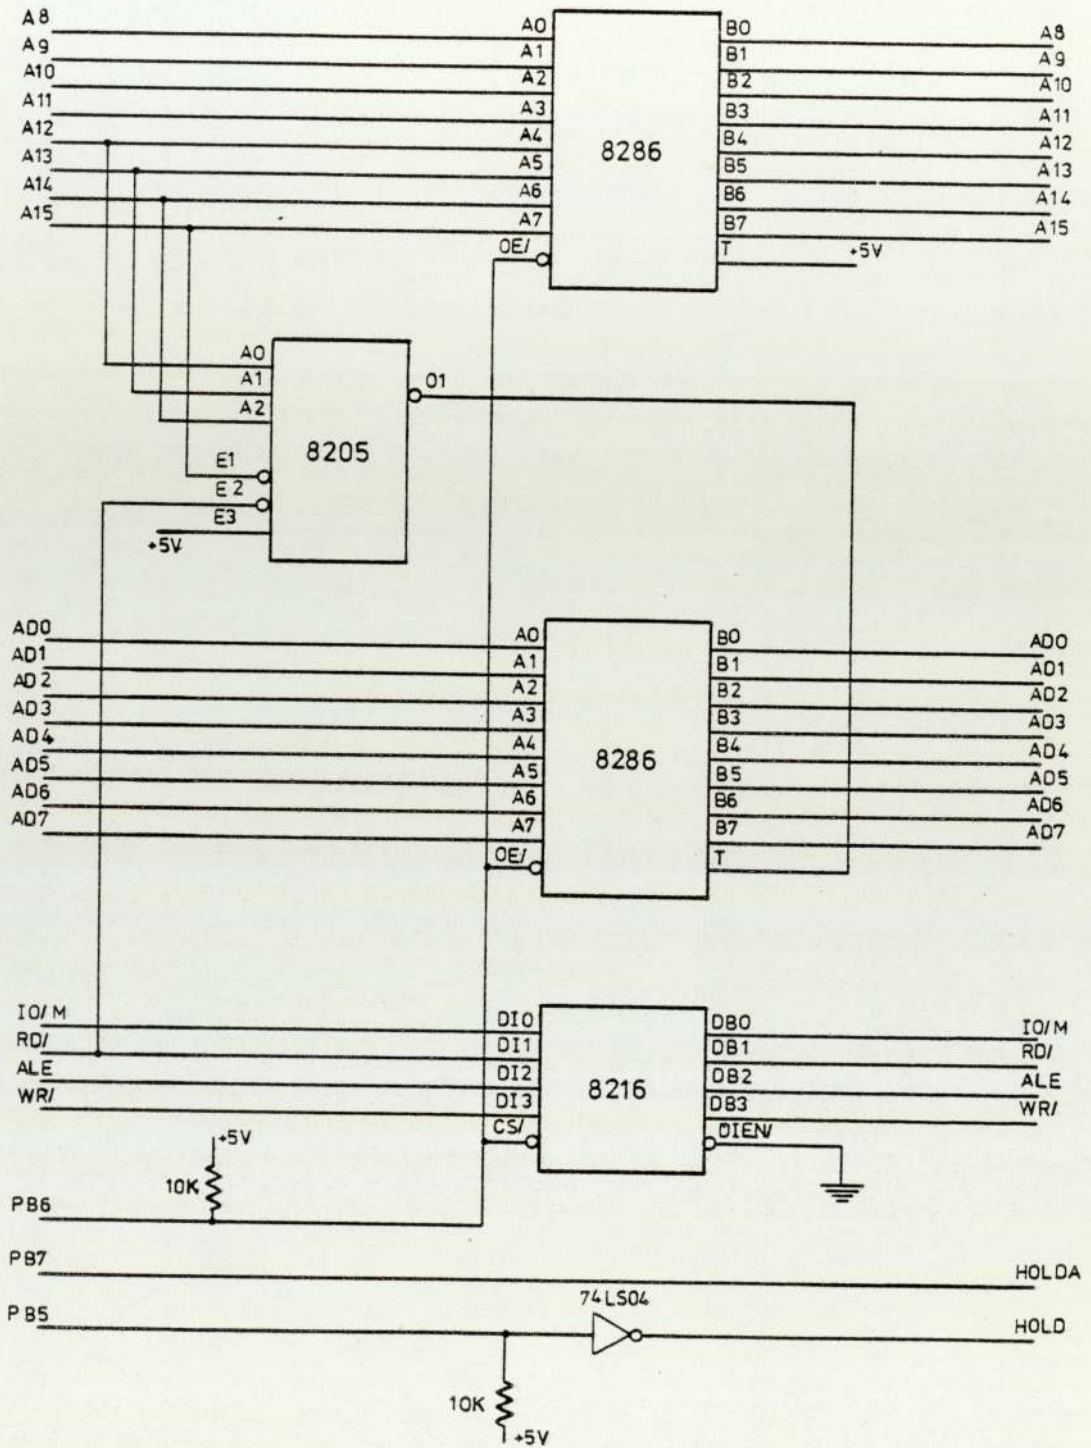 A8 A0 B0 A8
A9 A1 B1 A9
A10 A2 B2 A10
A11 A3 B3 A11
A12 A4 B4 A12
8286
A13 A5 B5 A13
A14 A6 B6 A14
A15 A7 B7 A15
OE/ T +5V
A0
A1 O1
A2
8205
E1
E2
E3
+5V
AD0 A0 B0 AD0
AD1 A1 B1 AD1
AD2 A2 B2 AD2
AD3 A3 B3 AD3
AD4 A4 B4 AD4
8286
AD5 A5 B5 AD5
AD6 A6 B6 AD6
AD7 A7 B7 AD7
OE/ T
IO/M DI0 DB0 IO/M
RD/ DI1 DB1 RD/
ALE DI2 DB2 ALE
8216
WR/ DI3 DB3 WR/
CS/ DIEN/
+5V
10K
PB6
PB7 HOLDA
74LS04
PB5 HOLD
10K
+5V